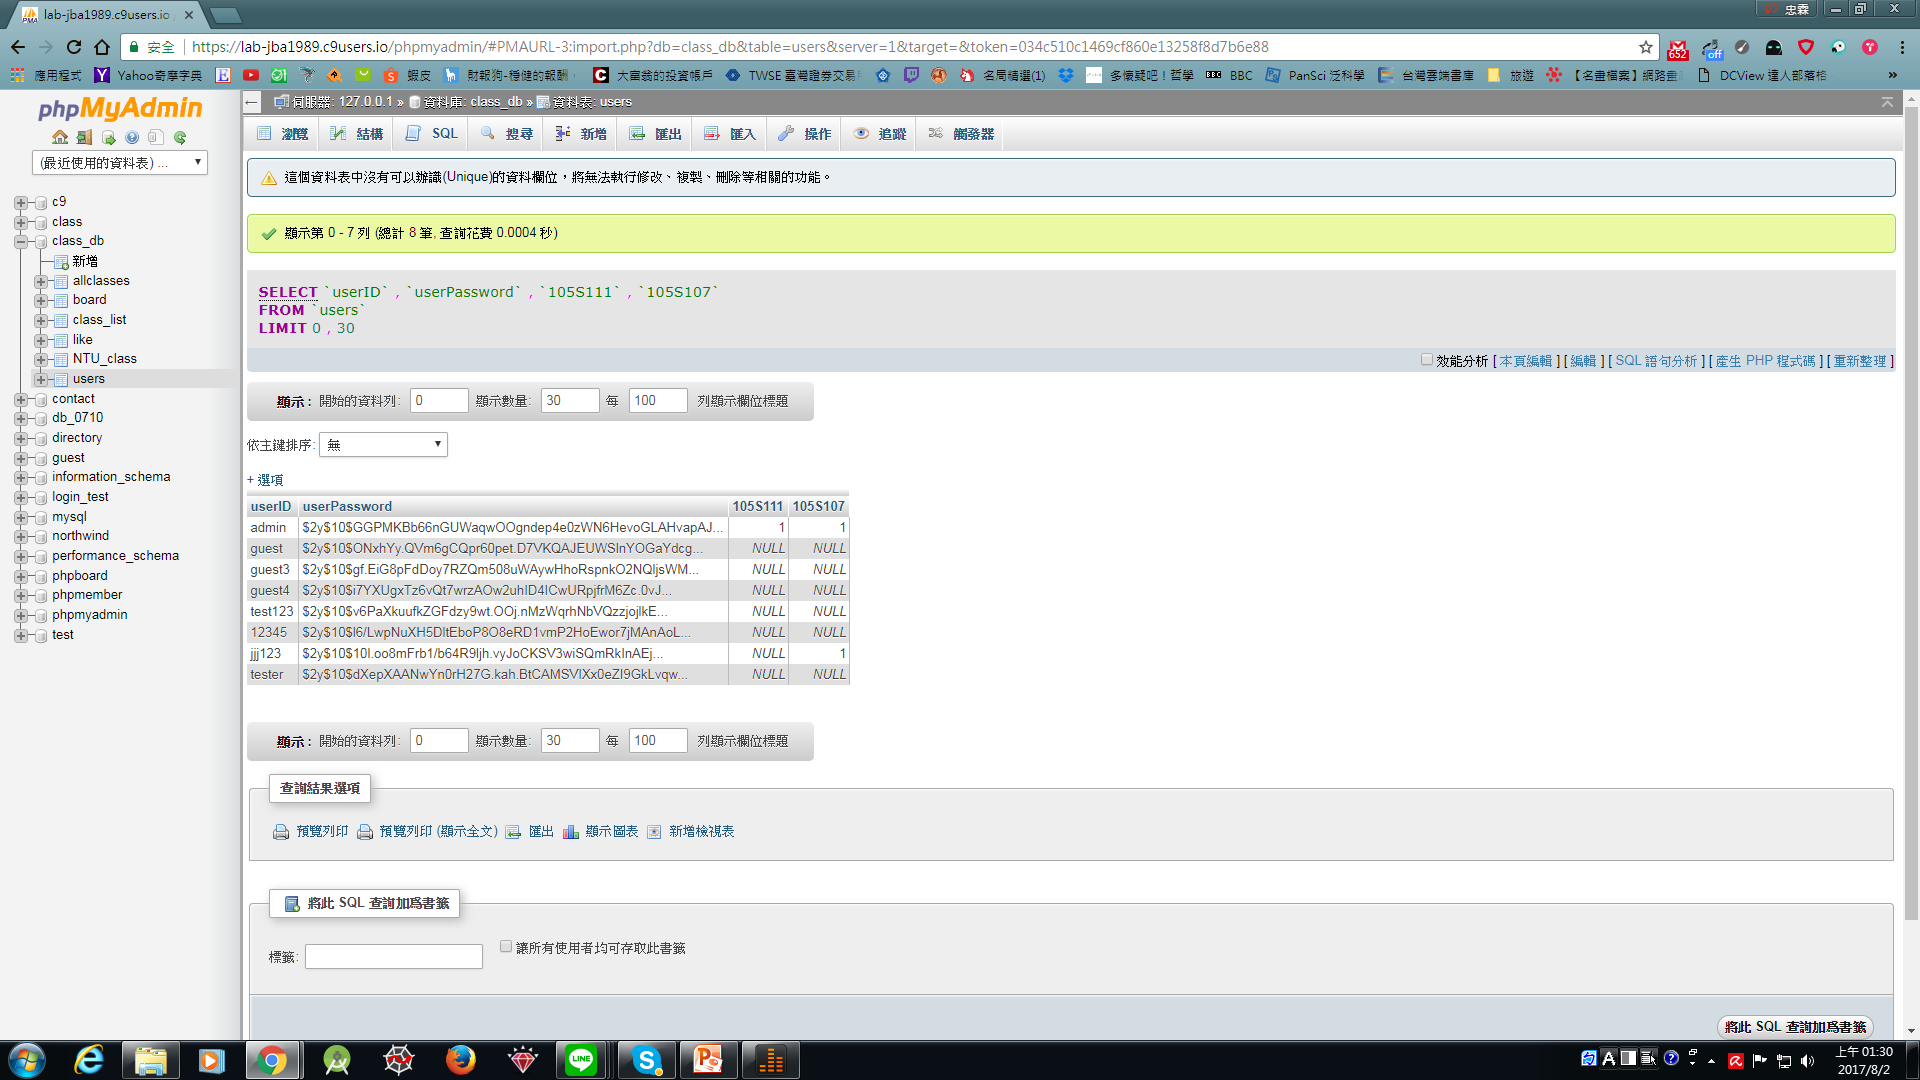 lab-jba1989.c9users.io
忠霖
安全 https://lab-jba1989.c9users.io/phpmyadmin/#PMAURL-3:import.php?db=class_db&table=users&server=1&target=&token=034c510c1469cf860e13258f8d7b6e88
652 off
應用程式 Yahoo奇摩字典 蝦皮 財報狗-穩健的報酬 大富翁的投資帳戶 TWSE 臺灣證券交易 名局精選(1) 多懷疑吧！哲學 BBC BBC PanSci 泛科學 台灣雲端書庫 旅遊 【名畫檔案】網路畫 DCView 達人部落格 »
phpMyAdmin
(最近使用的資料表) ...
c9
class
class_db
新增
allclasses
board
class_list
like
NTU_class
users
contact
db_0710
directory
guest
information_schema
login_test
mysql
northwind
performance_schema
phpboard
phpmember
phpmyadmin
test
伺服器: 127.0.0.1 » 資料庫: class_db » 資料表: users
瀏覽 結構 SQL 搜尋 新增 匯出 匯入 操作 追蹤 觸發器
這個資料表中沒有可以辦識(Unique)的資料欄位，將無法執行修改、複製、刪除等相關的功能。
顯示第 0 - 7 列 (總計 8 筆, 查詢花費 0.0004 秒)
SELECT `userID` , `userPassword` , `105S111` , `105S107`
FROM `users`
LIMIT 0 , 30
效能分析 [ 本頁編輯 ] [ 編輯 ] [ SQL 語句分析 ] [ 產生 PHP 程式碼 ] [ 重新整理 ]
顯示 : 開始的資料列: 0 顯示數量: 30 每 100 列顯示欄位標題
依主鍵排序: 無
+ 選項
userID userPassword 105S111 105S107
admin $2y$10$GGPMKBb66nGUWaqwOOgndep4e0zWN6HevoGLAHvapAJ... 1 1
guest $2y$10$ONxhYy.QVm6gCQpr60pet.D7VKQAJEUWSlnYOGaYdcg... NULL NULL
guest3 $2y$10$gf.EiG8pFdDoy7RZQm508uWAywHhoRspnkO2NQljsWM... NULL NULL
guest4 $2y$10$i7YXUgxTz6vQt7wrzAOw2uhID4ICwURpjfrM6Zc.0vJ... NULL NULL
test123 $2y$10$v6PaXkuufkZGFdzy9wt.OOj.nMzWqrhNbVQzzjojlkE... NULL NULL
12345 $2y$10$l6/LwpNuXH5DltEboP8O8eRD1vmP2HoEwor7jMAnAoL... NULL NULL
jjj123 $2y$10$10I.oo8mFrb1/b64R9ljh.vyJoCKSV3wiSQmRklnAEj... NULL 1
tester $2y$10$dXepXAANwYn0rH27G.kah.BtCAMSVIXx0eZI9GkLvqw... NULL NULL
顯示 : 開始的資料列: 0 顯示數量: 30 每 100 列顯示欄位標題
查詢結果選項
預覽列印 預覽列印 (顯示全文) 匯出 顯示圖表 新增檢視表
將此 SQL 查詢加為書籤
標籤: 讓所有使用者均可存取此書籤
將此 SQL 查詢加為書籤
上午 01:30
2017/8/2